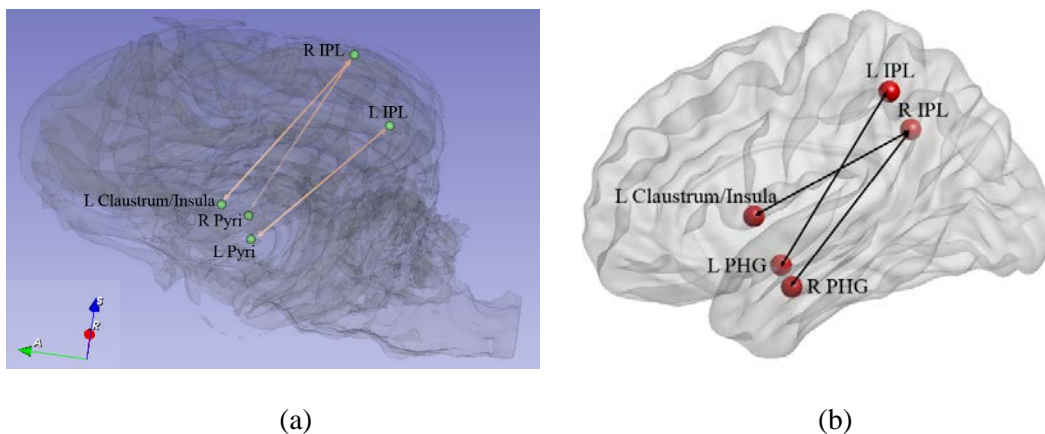 R IPL
L IPL
L Claustrum/Insula
R Pyri
L Pyri
S
R
A
(a)
L IPL
R IPL
L Claustrum/Insula
L PHG
R PHG
(b)